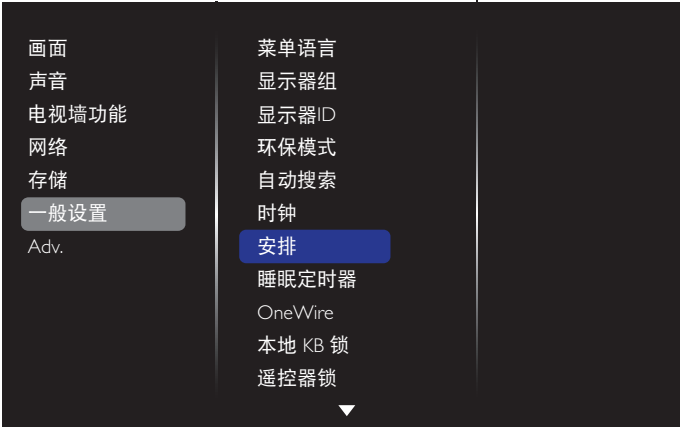 画面
声音
电视墙功能
网络
存储
一般设置
Adv.
菜单语言
显示器组
显示器ID
环保模式
自动搜索
时钟
安排
睡眠定时器
OneWire
本地 KB 锁
遥控器锁